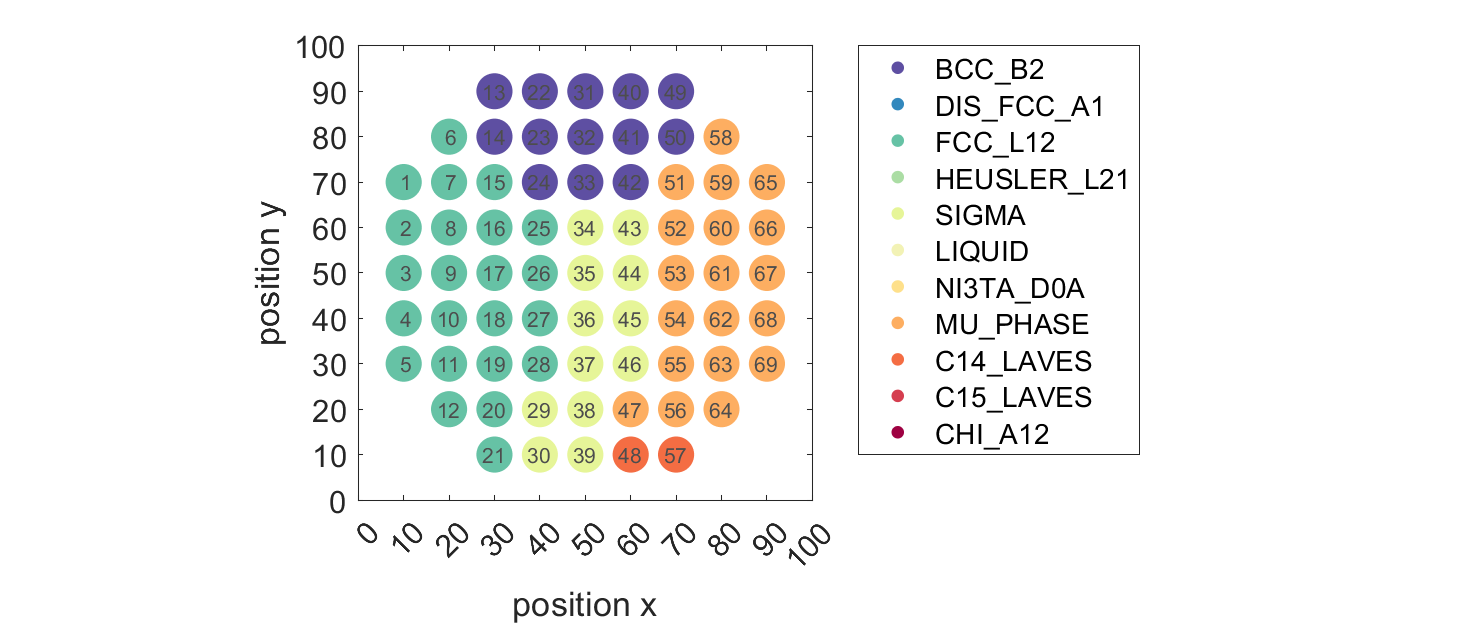 100
90 13 22 31 40 49
80 6 14 23 32 41 50 58
70 1 7 15 24 33 42 51 59 65
60 2 8 16 25 34 43 52 60 66
50 3 9 17 26 35 44 53 61 67
40 4 10 18 27 36 45 54 62 68
30 5 11 19 28 37 46 55 63 69
20 12 20 29 38 47 56 64
10 21 30 39 48 57
0
0 10 20 30 40 50 60 70 80 90 100
position x
position y
BCC_B2
DIS_FCC_A1
FCC_L12
HEUSLER_L21
SIGMA
LIQUID
NI3TA_D0A
MU_PHASE
C14_LAVES
C15_LAVES
CHI_A12